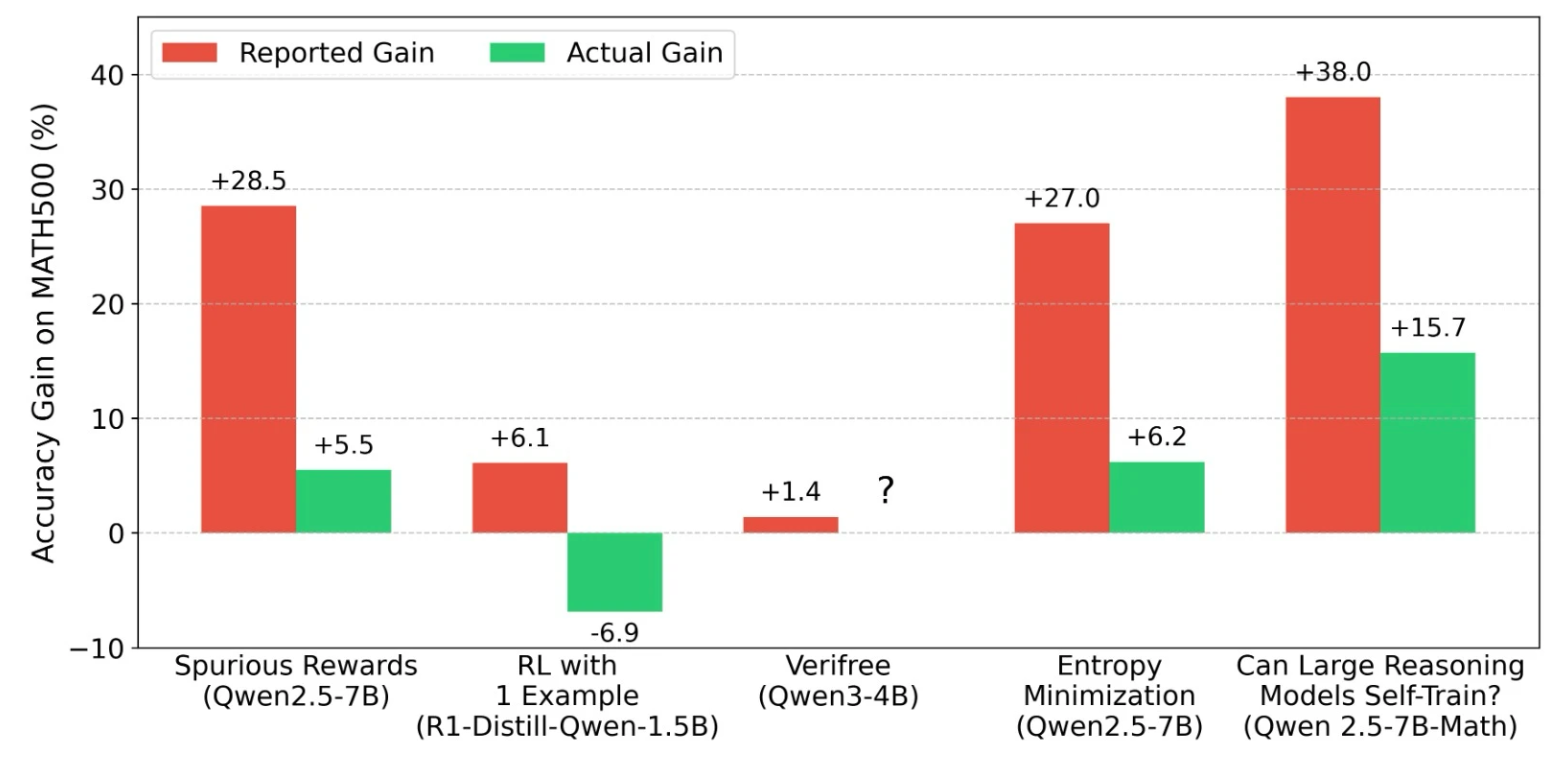 Reported Gain
Actual Gain
Accuracy Gain on MATH500 (%)
40
30
20
10
0
−10
+28.5
+5.5
+6.1
-6.9
+1.4
?
+27.0
+6.2
+38.0
+15.7
Spurious Rewards
(Qwen2.5-7B)
RL with
1 Example
(R1-Distill-Qwen-1.5B)
Verifree
(Qwen3-4B)
Entropy
Minimization
(Qwen2.5-7B)
Can Large Reasoning
Models Self-Train?
(Qwen 2.5-7B-Math)